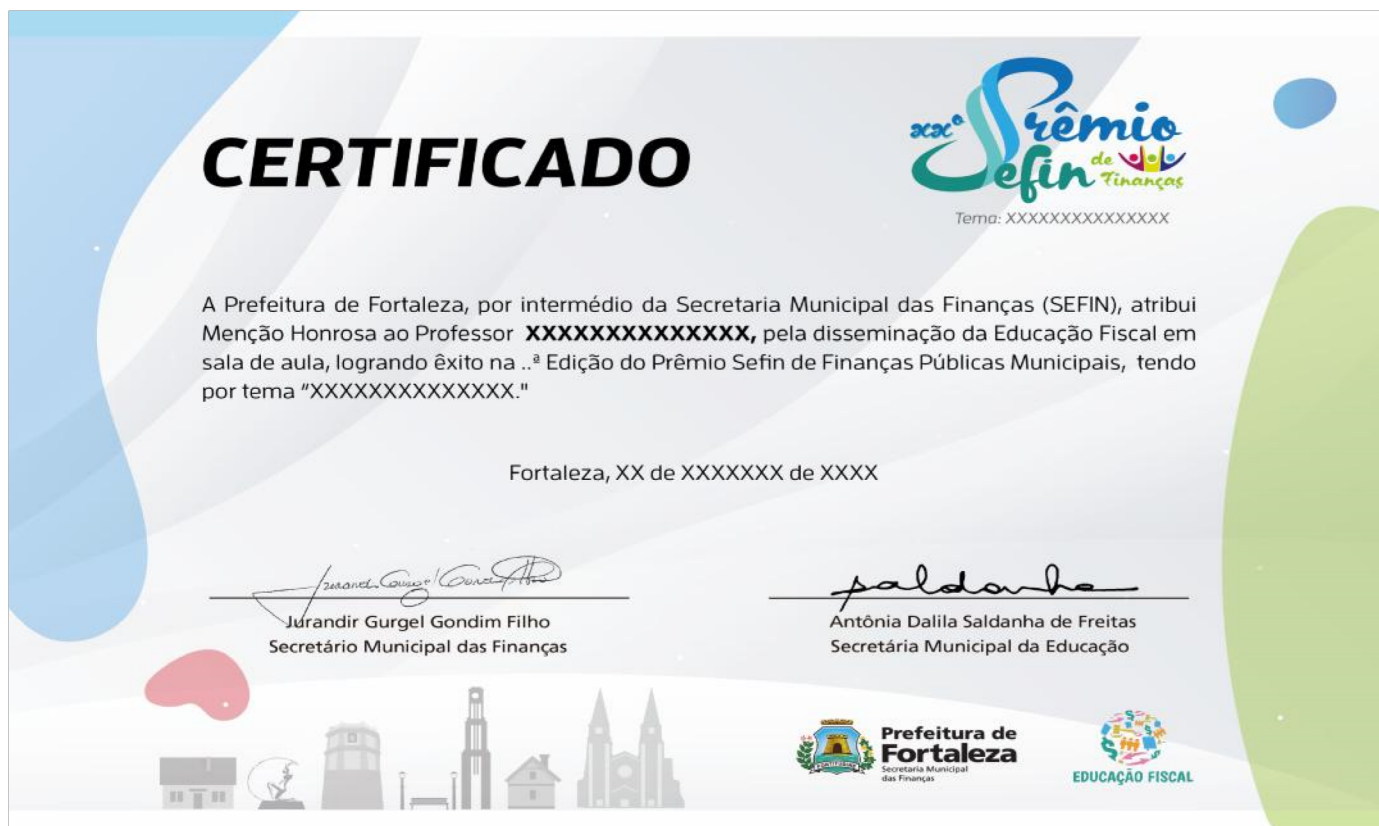 CERTIFICADO
xxº Prêmio
Sefin de Finanças
Tema: XXXXXXXXXXXXXXX
A Prefeitura de Fortaleza, por intermédio da Secretaria Municipal das Finanças (SEFIN), atribui
Menção Honrosa ao Professor XXXXXXXXXXXXXX, pela disseminação da Educação Fiscal em
sala de aula, logrando êxito na ..ª Edição do Prêmio Sefin de Finanças Públicas Municipais, tendo
por tema “XXXXXXXXXXXXXX."
Fortaleza, XX de XXXXXXX de XXXX
saldanha
Jurandir Gurgel Gondim Filho
Secretário Municipal das Finanças
Antônia Dalila Saldanha de Freitas
Secretária Municipal da Educação
Prefeitura de
Fortaleza
Secretaria Municipal
das Finanças
EDUCAÇÃO FISCAL